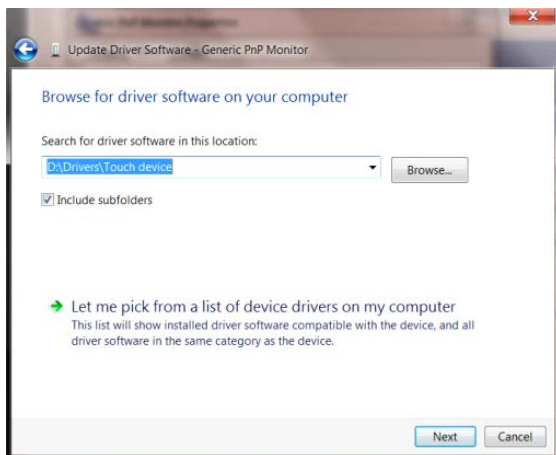 Update Driver Software - Generic PnP Monitor
Browse for driver software on your computer
Search for driver software in this location:
D:\Drivers\Touch device
Browse...
Include subfolders
Let me pick from a list of device drivers on my computer
This list will show installed driver software compatible with the device, and all
driver software in the same category as the device.
Next
Cancel